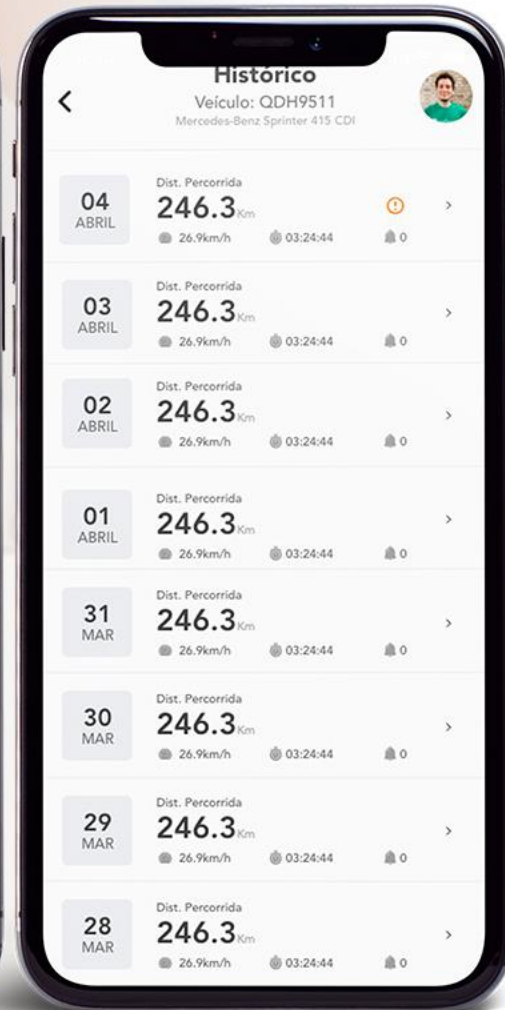 Histórico
Veículo: QDH9511
Mercedes-Benz Sprinter 415 CDI
Dist. Percorrida
04
ABRIL
246.3Km
26.9km/h 03:24:44 0
Dist. Percorrida
03
ABRIL
246.3Km
26.9km/h 03:24:44 0
Dist. Percorrida
02
ABRIL
246.3Km
26.9km/h 03:24:44 0
Dist. Percorrida
01
ABRIL
246.3Km
26.9km/h 03:24:44 0
Dist. Percorrida
31
MAR
246.3Km
26.9km/h 03:24:44 0
Dist. Percorrida
30
MAR
246.3Km
26.9km/h 03:24:44 0
Dist. Percorrida
29
MAR
246.3Km
26.9km/h 03:24:44 0
Dist. Percorrida
28
MAR
246.3Km
26.9km/h 03:24:44 0